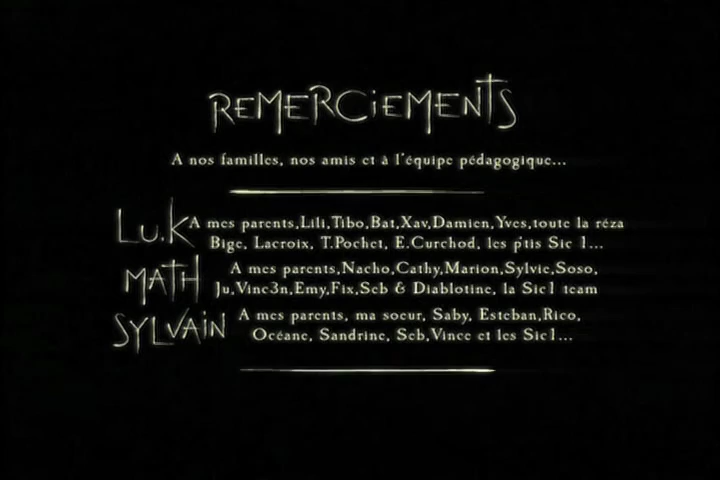 REMERCiEMENTS
A nos familles, nos amis et à l'équipe pédagogique...
Lu.K A mes parents,Lili,Tibo,Bat,Xav,Damien,Yves,toute la réza
Bige, Lacroix, T.Pochet, E.Curchod, les p'tis Sic 1...
MATH A mes parents,Nacho,Cathy,Marion,Sylvie,Soso,
Ju,Vinc3n,Emy,Fix,Seb & Diablotine, la Sic1 team
SYLVAiN A mes parents, ma soeur, Saby, Esteban,Rico,
Océane, Sandrine, Seb,Vince et les Sic1...